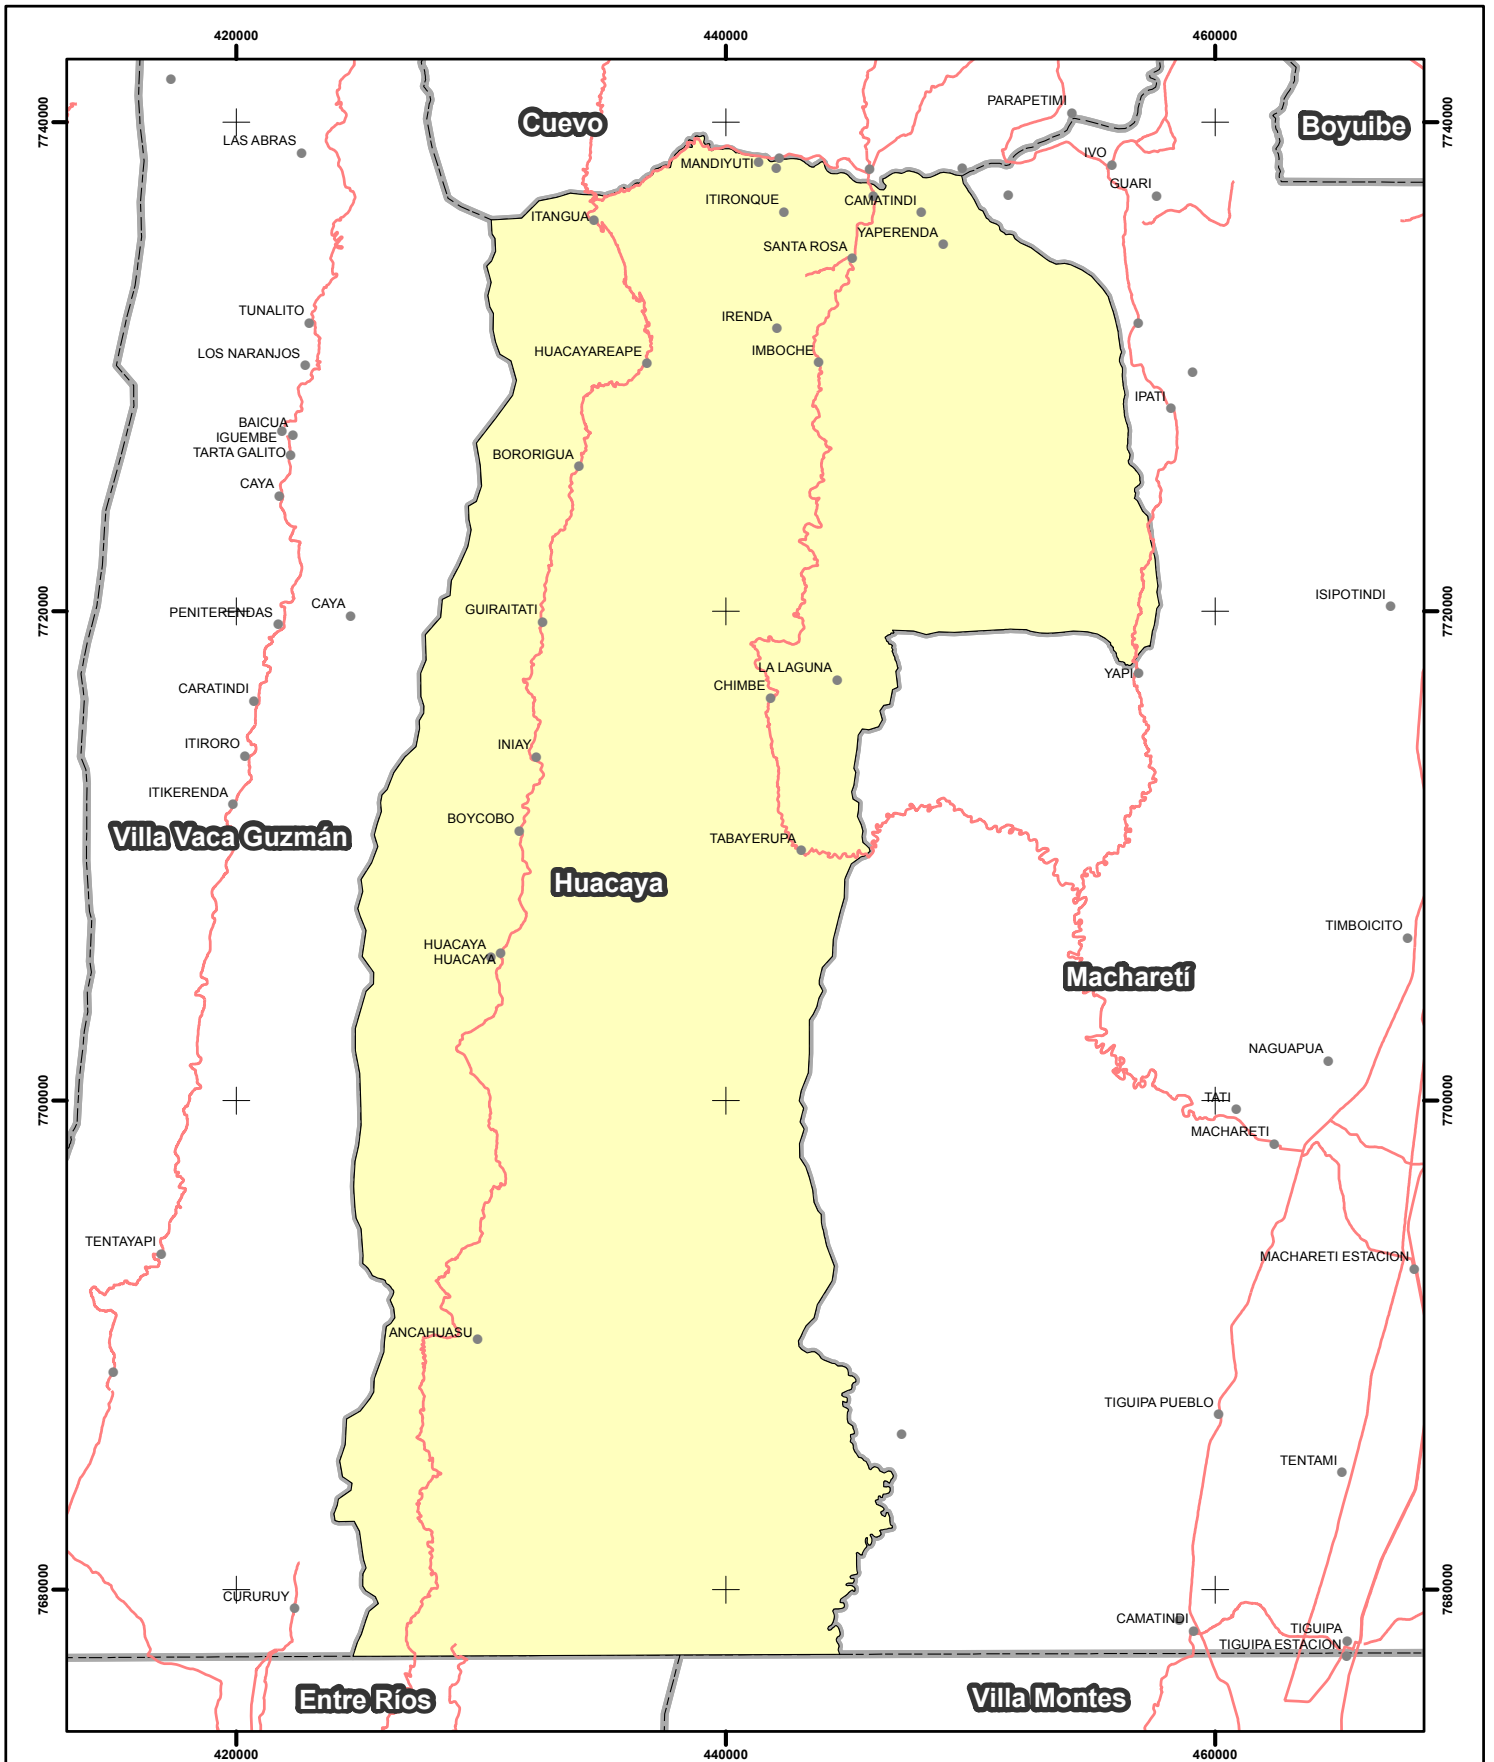 420000
440000
460000
PARAPETIMI
Cuevo
Boyuibe
7740000
7740000
LAS ABRAS
IVO
MANDIYUTI
GUARI
ITIRONQUE
CAMATINDI
ITANGUA
YAPERENDA
SANTA ROSA
TUNALITO
IRENDA
LOS NARANJOS
HUACAYAREAPE
IMBOCHE
IPATI
BAICUA
IGUEMBE
TARTA GALITO
BORORIGUA
CAYA
ISIPOTINDI
CAYA
PENITERENDAS
GUIRAITATI
7720000
7720000
LA LAGUNA
YAPI
CARATINDI
CHIMBE
ITIRORO
INIAY
ITIKERENDA
BOYCOBO
Villa Vaca Guzmán
TABAYERUPA
Huacaya
TIMBOICITO
HUACAYA
HUACAYA
Macharetí
NAGUAPUA
TATI
7700000
7700000
MACHARETI
TENTAYAPI
MACHARETI ESTACION
ANCAHUASU
TIGUIPA PUEBLO
TENTAMI
7680000
7680000
CURURUY
CAMATINDI
TIGUIPA
TIGUIPA ESTACION
Entre Ríos
Villa Montes
420000
440000
460000